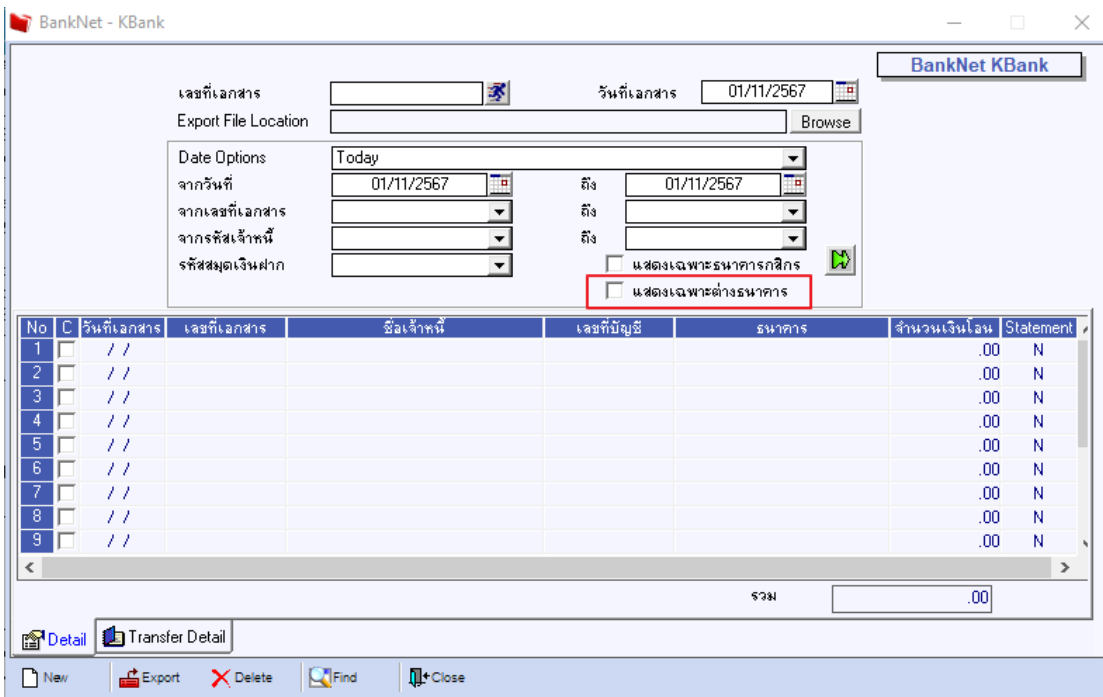 BankNet - KBank
BankNet KBank
เลขที่เอกสาร วันที่เอกสาร 01/11/2567
Export File Location Browse
Date Options Today
จากวันที่ 01/11/2567 ถึง 01/11/2567
จากเลขที่เอกสาร ถึง
จากรหัสเจ้าหนี้ ถึง
รหัสสมุดเงินฝาก แสดงเฉพาะธนาคารกสิกร
แสดงเฉพาะต่างธนาคาร
No C วันที่เอกสาร เลขที่เอกสาร ชื่อเจ้าหนี้ เลขที่บัญชี ธนาคาร จำนวนเงินโอน Statement
1 / / .00 N
2 / / .00 N
3 / / .00 N
4 / / .00 N
5 / / .00 N
6 / / .00 N
7 / / .00 N
8 / / .00 N
9 / / .00 N
รวม .00
Detail Transfer Detail
New Export Delete Find Close